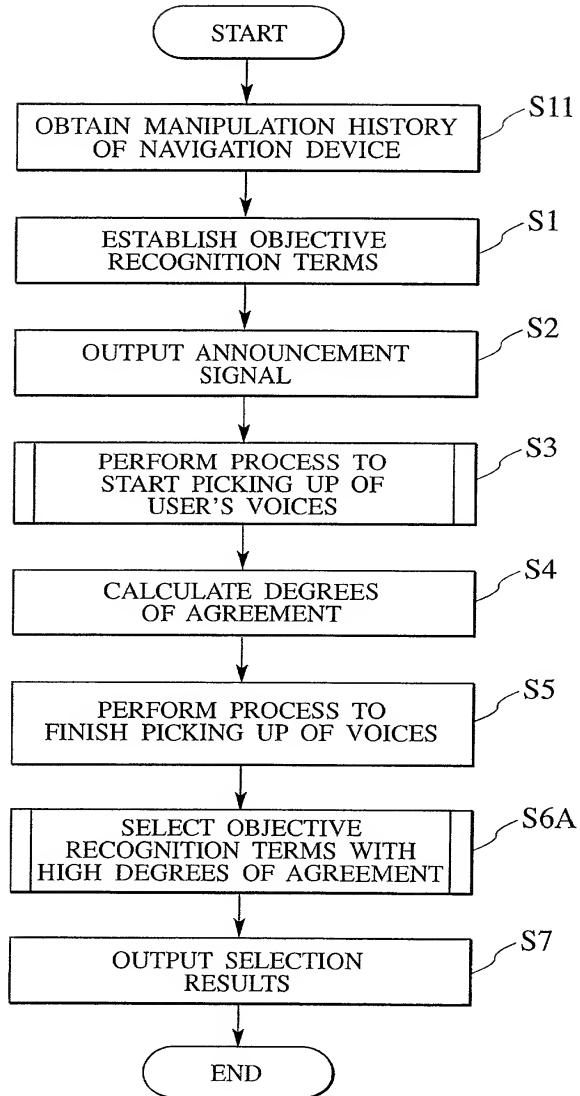 START
S11
OBTAIN MANIPULATION HISTORY
OF NAVIGATION DEVICE
S1
ESTABLISH OBJECTIVE
RECOGNITION TERMS
S2
OUTPUT ANNOUNCEMENT
SIGNAL
S3
PERFORM PROCESS TO
START PICKING UP OF
USER'S VOICES
S4
CALCULATE DEGREES
OF AGREEMENT
S5
PERFORM PROCESS TO
FINISH PICKING UP OF VOICES
S6A
SELECT OBJECTIVE
RECOGNITION TERMS WITH
HIGH DEGREES OF AGREEMENT
S7
OUTPUT SELECTION
RESULTS
END